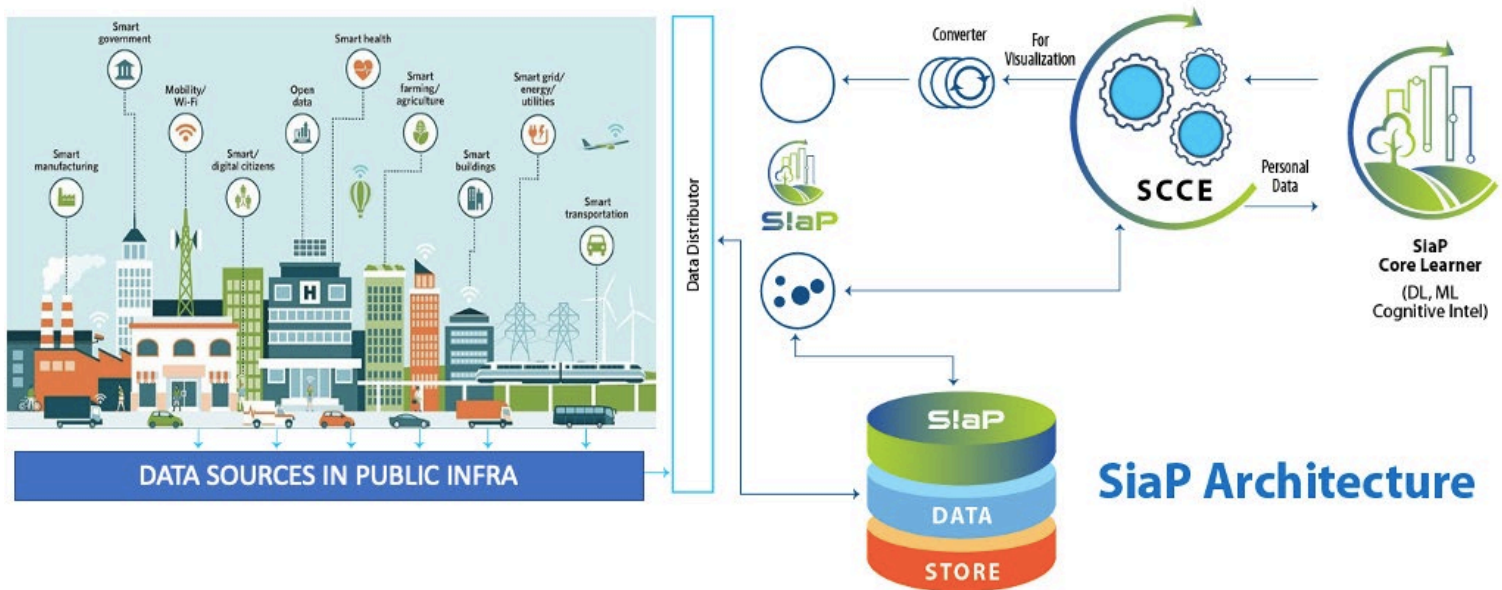 Smart
government
Smart health
Mobility/
Wi-Fi
Open
data
Smart
farming/
agriculture
Smart grid/
energy/
utilities
Smart
manufacturing
Smart/
digital citizens
Smart
buildings
Smart
transportation
H
DATA SOURCES IN PUBLIC INFRA
Data Distributor
Converter
For
Visualization
S!aP
SCCE
Personal
Data
SiaP
Core Learner
(DL, ML
Cognitive Intel)
S!aP
DATA
STORE
SiaP Architecture